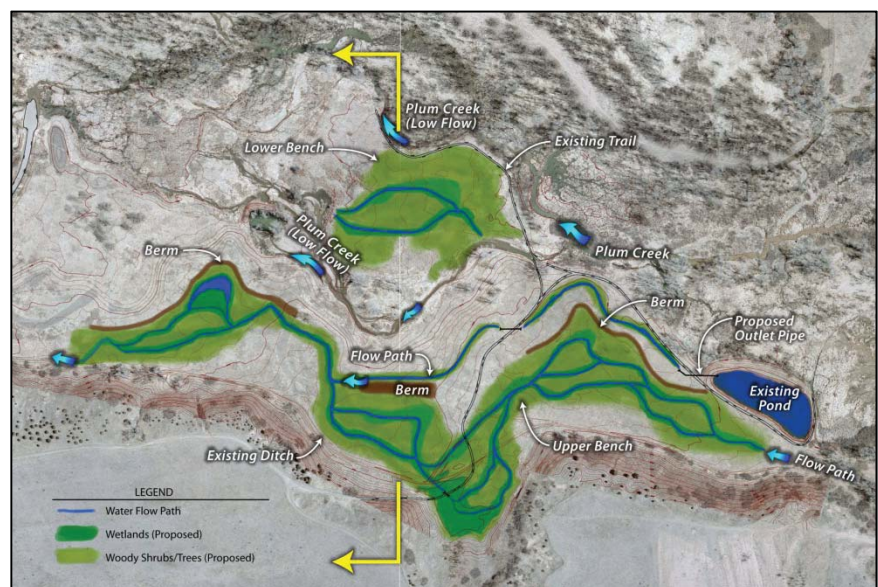 Plum Creek
(Low Flow)
Lower Bench
Existing Trail
Plum Creek
(Low Flow)
Plum Creek
Berm
Berm
Proposed
Outlet Pipe
Flow Path
Berm
Existing
Pond
Existing Ditch
Upper Bench
Flow Path
LEGEND
Water Flow Path
Wetlands (Proposed)
Woody Shrubs/Trees (Proposed)